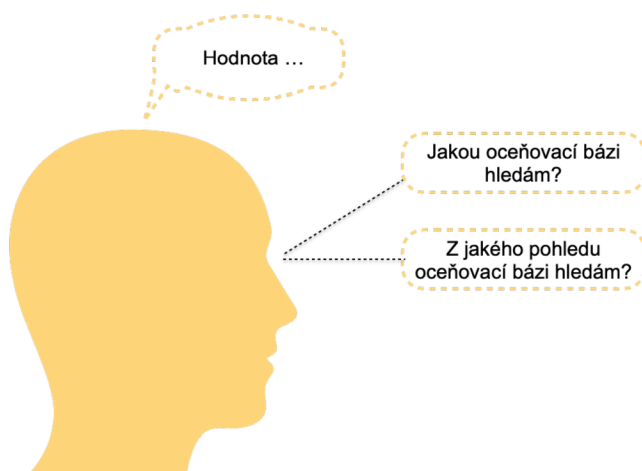 Hodnota …
Jakou oceňovací bázi
hledám?
Z jakého pohledu
oceňovací bázi hledám?